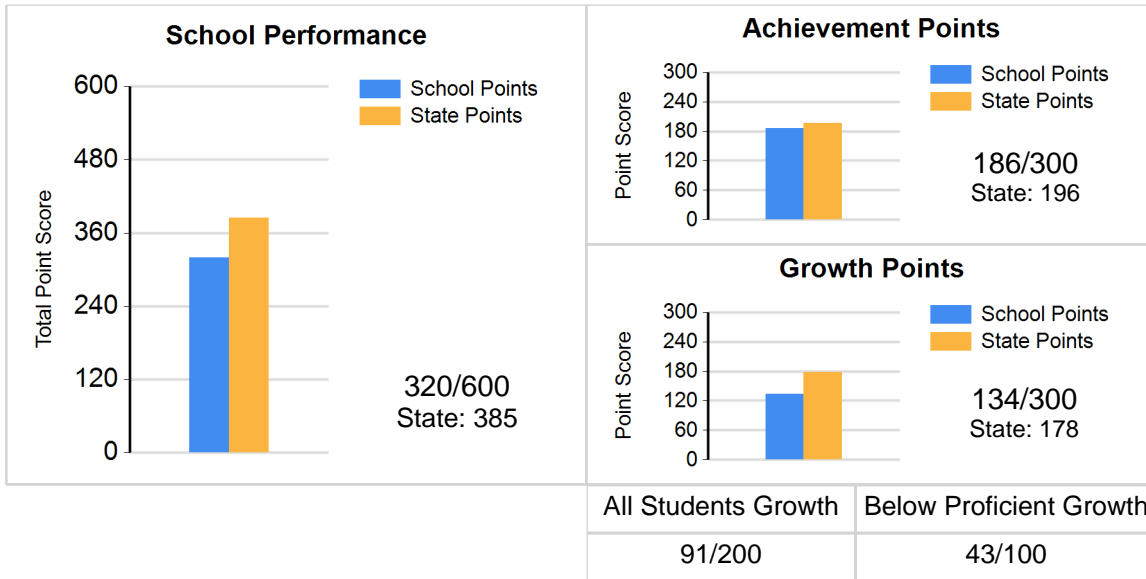 School Performance
600
480
360
240
120
0
Total Point Score
School Points
State Points
320/600
State: 385
Achievement Points
300
240
180
120
60
0
Point Score
School Points
State Points
186/300
State: 196
Growth Points
300
240
180
120
60
0
Point Score
School Points
State Points
134/300
State: 178
All Students Growth
Below Proficient Growth
91/200
43/100